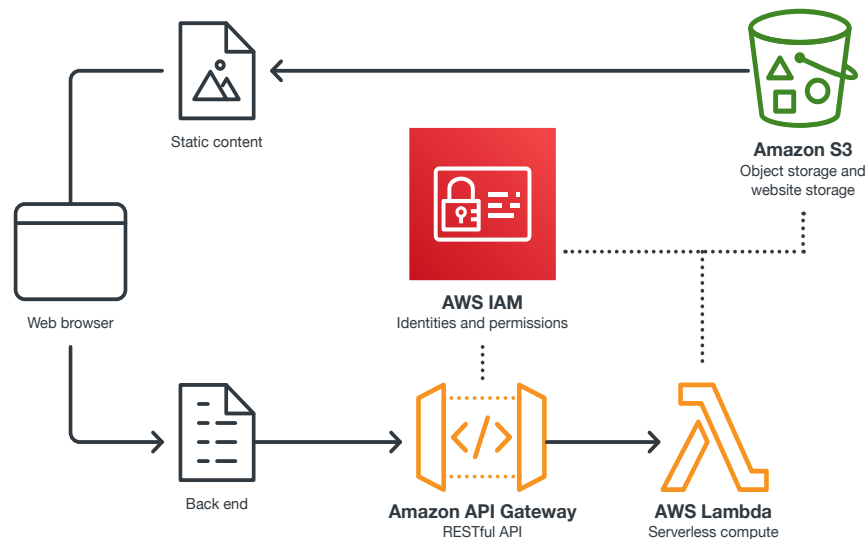 Static content
Amazon S3
Object storage and
website storage
AWS IAM
Identities and permissions
Web browser
Back end
Amazon API Gateway
RESTful API
AWS Lambda
Serverless compute